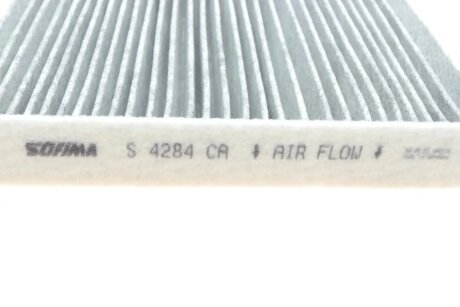 SOFIMA S 4284 CA ↓ AIR FLOW ↓